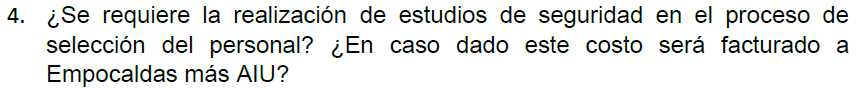 4. ¿Se requiere la realización de estudios de seguridad en el proceso de
selección del personal? ¿En caso dado este costo será facturado a
Empocaldas más AIU?